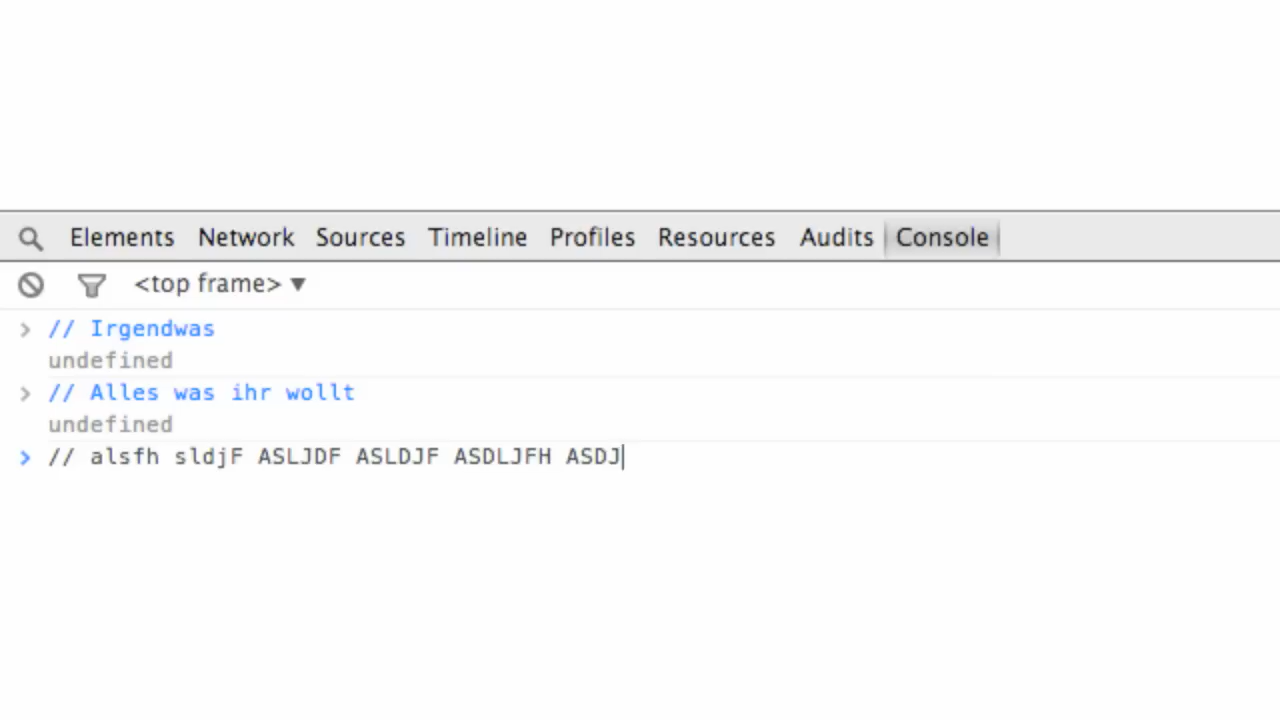 Elements Network Sources Timeline Profiles Resources Audits Console
<top frame> ▼
> // Irgendwas
undefined
> // Alles was ihr wollt
undefined
> // alsfh sldjF ASLJDF ASLDJF ASDLJFH ASDJ